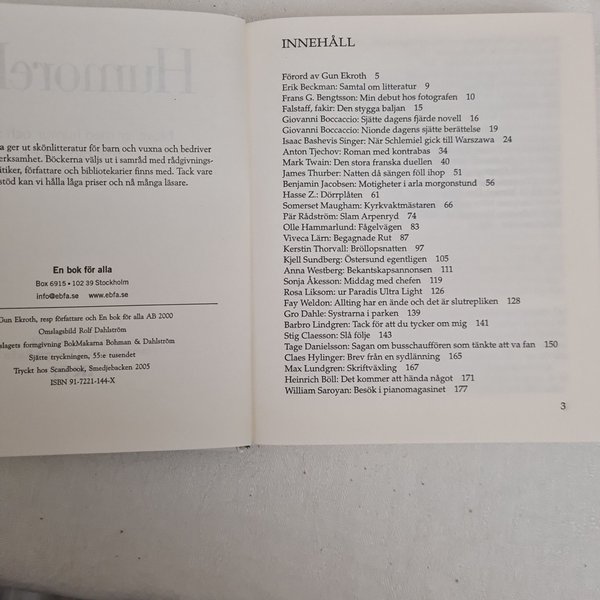 Humore
a ger ut skönlitteratur för barn och vuxna och bedriver
erksamhet. Böckerna väljs ut i samråd med rådgivnings-
itiker, författare och bibliotekarier finns med. Tack vare
stöd kan vi hålla låga priser och nå många läsare.
En bok för alla
Box 6915 • 102 39 Stockholm
info@ebfa.se www.ebfa.se
Gun Ekroth, resp författare och En bok för alla AB 2000
Omslagsbild Rolf Dahlström
slagets formgivning BokMakarna Bohman & Dahlström
Sjätte tryckningen, 55:e tusendet
Tryckt hos Scandbook, Smedjebacken 2005
ISBN 91-7221-144-X
INNEHÅLL
Förord av Gun Ekroth 5
Erik Beckman: Samtal om litteratur 9
Frans G. Bengtsson: Min debut hos fotografen 10
Falstaff, fakir: Den stygga baljan 15
Giovanni Boccaccio: Sjätte dagens fjärde novell 16
Giovanni Boccaccio: Nionde dagens sjätte berättelse 19
Isaac Bashevis Singer: När Schlemiel gick till Warszawa 24
Anton Tjechov: Roman med kontrabas 34
Mark Twain: Den stora franska duellen 40
James Thurber: Natten då sängen föll ihop 51
Benjamin Jacobsen: Motigheter i arla morgonstund 56
Hasse Z.: Dörrplåten 61
Somerset Maugham: Kyrkvaktmästaren 66
Pär Rådström: Slam Arpenryd 74
Olle Hammarlund: Fågelvägen 83
Viveca Lärn: Begagnade Rut 87
Kerstin Thorvall: Bröllopsnatten 97
Kjell Sundberg: Östersund egentligen 105
Anna Westberg: Bekantskapsannonsen 111
Sonja Åkesson: Middag med chefen 119
Rosa Liksom: ur Paradis Ultra Light 126
Fay Weldon: Allting har en ände och det är slutrepliken 128
Gro Dahle: Systrarna i parken 139
Barbro Lindgren: Tack för att du tycker om mig 141
Stig Claesson: Slå följe 143
Tage Danielsson: Sagan om busschauffören som tänkte att va fan 150
Claes Hylinger: Brev från en sydlänning 165
Max Lundgren: Skriftväxling 167
Heinrich Böll: Det kommer att hända något 171
William Saroyan: Besök i pianomagasinet 177
3